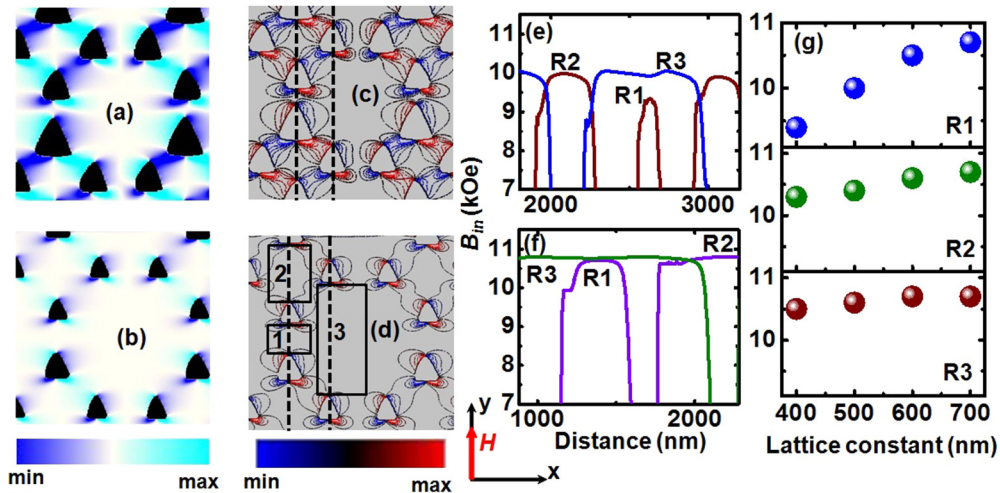 (a)
(b)
min max
(c)
2
1
3
(d)
min max
y
H
x
B_in (kOe)
(e)
R2
R3
R1
11
10
9
8
7
2000 3000
(f)
R3
R1
R2
11
10
9
8
7
1000 2000
Distance (nm)
(g)
11
10
R1
11
10
R2
11
10
R3
400 500 600 700
Lattice constant (nm)